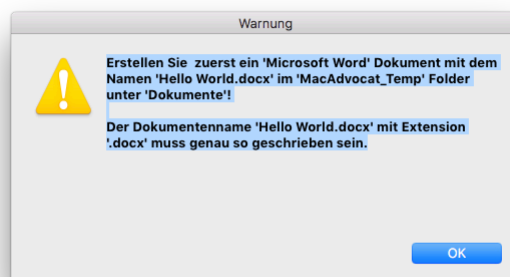 Warnung
Erstellen Sie  zuerst ein 'Microsoft Word' Dokument mit dem
Namen 'Hello World.docx' im 'MacAdvocat_Temp' Folder
unter 'Dokumente'!
Der Dokumentenname 'Hello World.docx' mit Extension
'.docx' muss genau so geschrieben sein.
OK